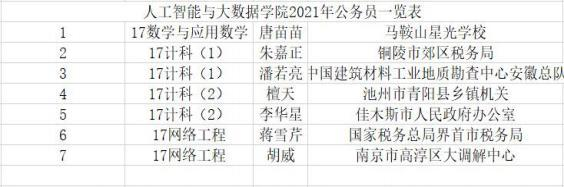 人工智能与大数据学院2021年公务员一览表
1 17数学与应用数学 唐苗苗 马鞍山星光学校
2 17计科（1） 朱嘉正 铜陵市郊区税务局
3 17计科（1） 潘若亮 中国建筑材料工业地质勘查中心安徽总队
4 17计科（2） 檀天 池州市青阳县乡镇机关
5 17计科（2） 李华星 佳木斯市人民政府办公室
6 17网络工程 蒋雪芹 国家税务总局界首市税务局
7 17网络工程 胡威 南京市高淳区大调解中心